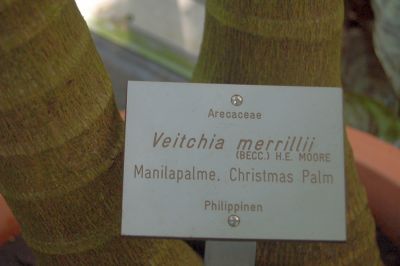 Arecaceae
Veitchia merrillii
(BECC.) H.E. MOORE
Manilapalme, Christmas Palm
Philippinen